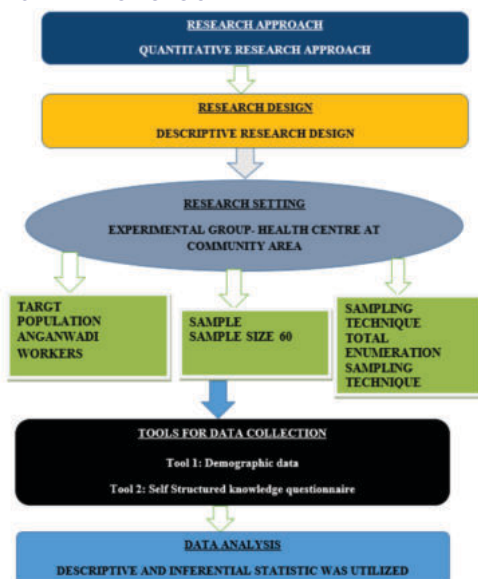 RESEARCH APPROACH
QUANTITATIVE RESEARCH APPROACH
RESEARCH DESIGN
DESCRIPTIVE RESEARCH DESIGN
RESEARCH SETTING
EXPERIMENTAL GROUP- HEALTH CENTRE AT
COMMUNITY AREA
TARGT
POPULATION
ANGANWADI
WORKERS
SAMPLE
SAMPLE SIZE 60
SAMPLING
TECHNIQUE
TOTAL
ENUMERATION
SAMPLING
TECHNIQUE
TOOLS FOR DATA COLLECTION
Tool 1: Demographic data
Tool 2: Self Structured knowledge questionnaire
DATA ANALYSIS
DESCRIPTIVE AND INFERENTIAL STATISTIC WAS UTILIZED